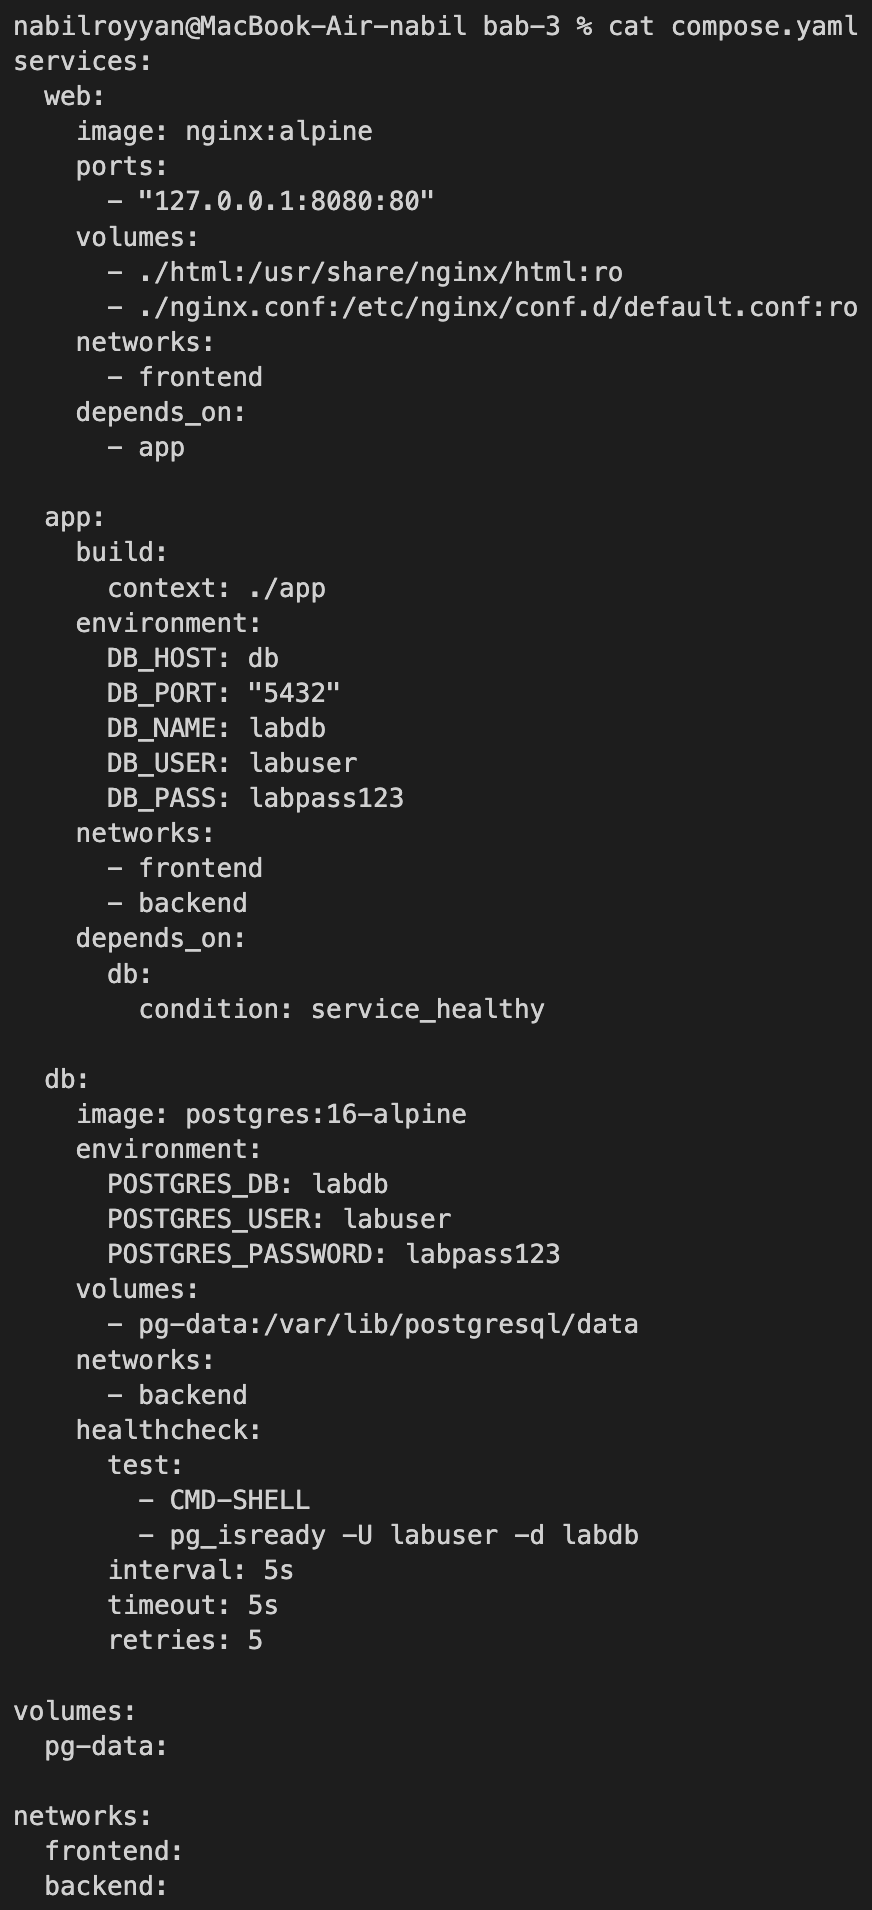 nabilroyyan@MacBook-Air-nabil bab-3 % cat compose.yaml
services:
  web:
    image: nginx:alpine
    ports:
      - "127.0.0.1:8080:80"
    volumes:
      - ./html:/usr/share/nginx/html:ro
      - ./nginx.conf:/etc/nginx/conf.d/default.conf:ro
    networks:
      - frontend
    depends_on:
      - app

  app:
    build:
      context: ./app
    environment:
      DB_HOST: db
      DB_PORT: "5432"
      DB_NAME: labdb
      DB_USER: labuser
      DB_PASS: labpass123
    networks:
      - frontend
      - backend
    depends_on:
      db:
        condition: service_healthy

  db:
    image: postgres:16-alpine
    environment:
      POSTGRES_DB: labdb
      POSTGRES_USER: labuser
      POSTGRES_PASSWORD: labpass123
    volumes:
      - pg-data:/var/lib/postgresql/data
    networks:
      - backend
    healthcheck:
      test:
        - CMD-SHELL
        - pg_isready -U labuser -d labdb
      interval: 5s
      timeout: 5s
      retries: 5

volumes:
  pg-data:

networks:
  frontend:
  backend: